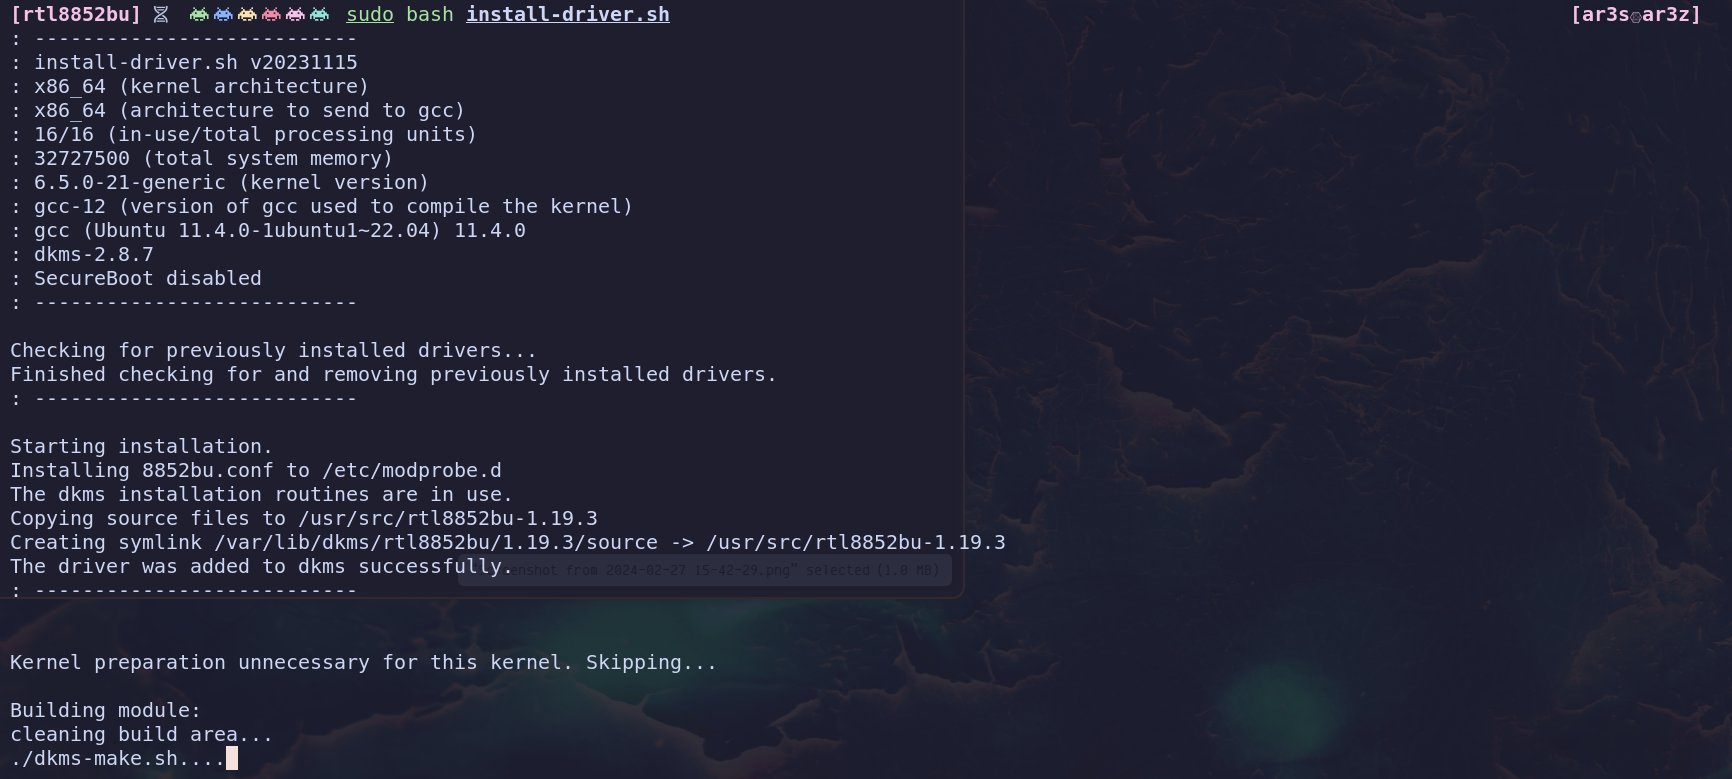 [rtl8852bu] sudo bash install-driver.sh [ar3s@ar3z]
: ---------------------------
: install-driver.sh v20231115
: x86_64 (kernel architecture)
: x86_64 (architecture to send to gcc)
: 16/16 (in-use/total processing units)
: 32727500 (total system memory)
: 6.5.0-21-generic (kernel version)
: gcc-12 (version of gcc used to compile the kernel)
: gcc (Ubuntu 11.4.0-1ubuntu1~22.04) 11.4.0
: dkms-2.8.7
: SecureBoot disabled
: ---------------------------
Checking for previously installed drivers...
Finished checking for and removing previously installed drivers.
: ---------------------------
Starting installation.
Installing 8852bu.conf to /etc/modprobe.d
The dkms installation routines are in use.
Copying source files to /usr/src/rtl8852bu-1.19.3
Creating symlink /var/lib/dkms/rtl8852bu/1.19.3/source -> /usr/src/rtl8852bu-1.19.3
The driver was added to dkms successfully.
from 2024-02-27 15-42-29.png" selected (1.0 MB)
: ---------------------------
Kernel preparation unnecessary for this kernel. Skipping...
Building module:
cleaning build area...
./dkms-make.sh....